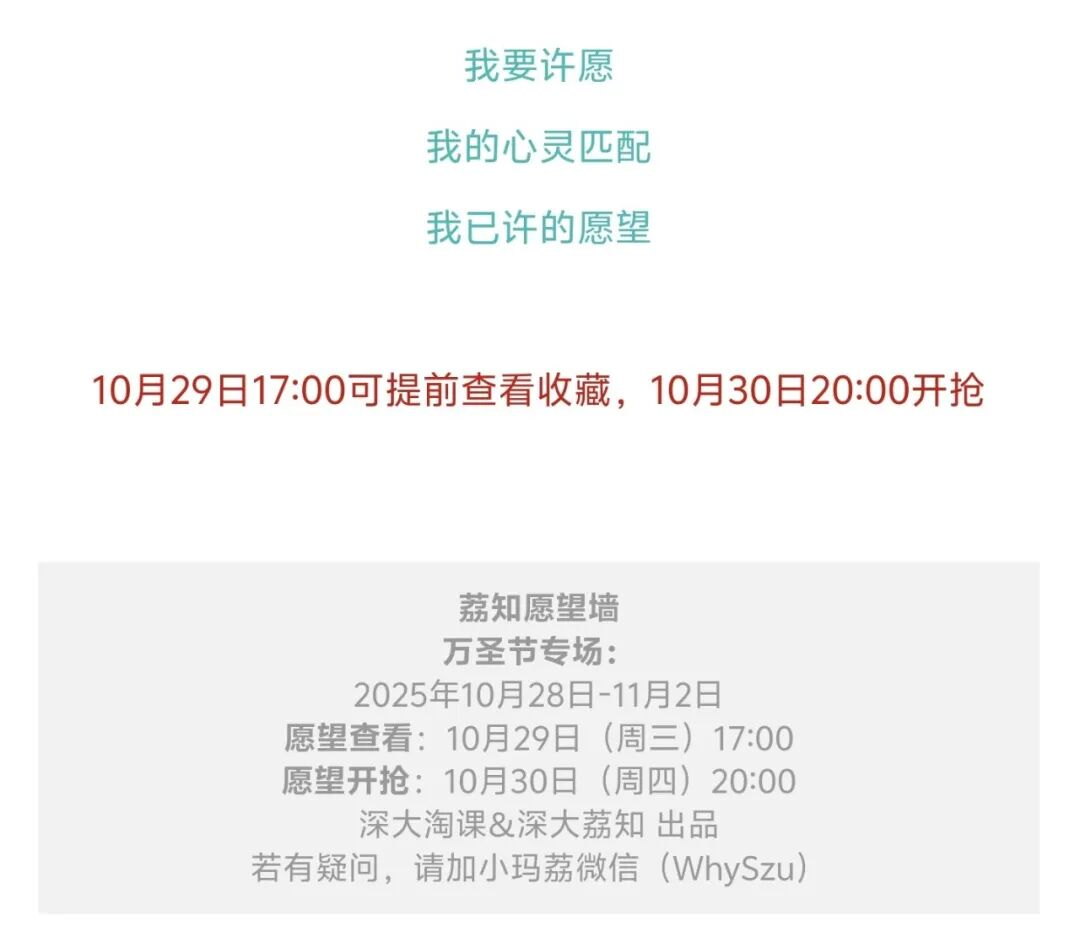 我要许愿
我的心灵匹配
我已许的愿望
10月29日17:00可提前查看收藏，10月30日20:00开抢
荔知愿望墙
万圣节专场：
2025年10月28日-11月2日
愿望查看：10月29日（周三）17:00
愿望开抢：10月30日（周四）20:00
深大淘课&深大荔知 出品
若有疑问，请加小玛荔微信（WhySzu）